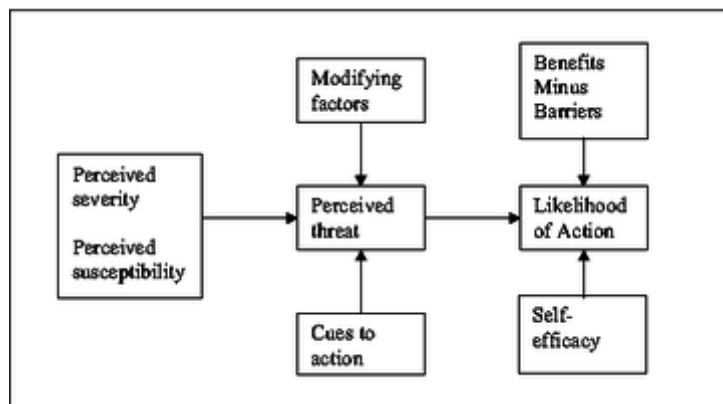 Modifying
factors
Benefits
Minus
Barriers
Perceived
severity
Perceived
susceptibility
Perceived
threat
Likelihood
of Action
Cues to
action
Self-
efficacy